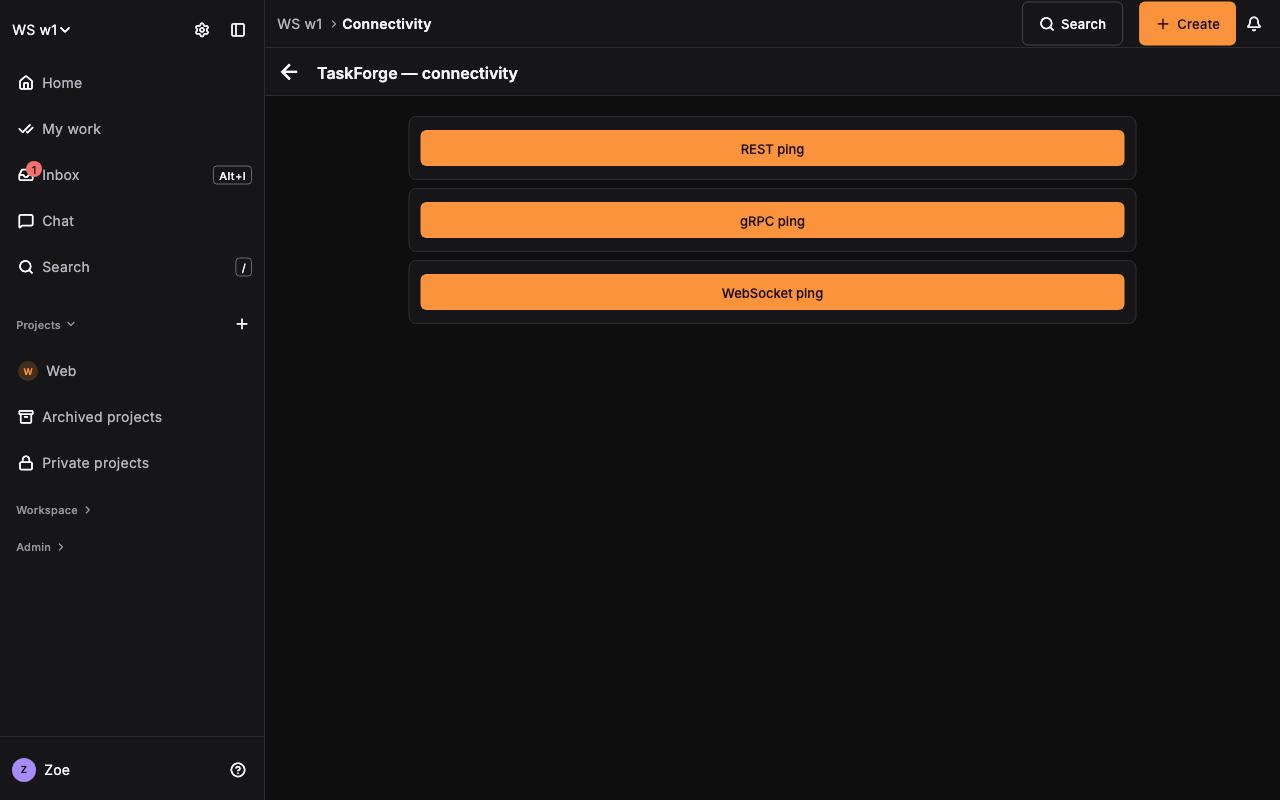 WS w1
Home
My work
1
Inbox
Alt+I
Chat
Search
/
Projects
W
Web
Archived projects
Private projects
Workspace
Admin
Z
Zoe
WS w1 > Connectivity
Search
+ Create
TaskForge — connectivity
REST ping
gRPC ping
WebSocket ping